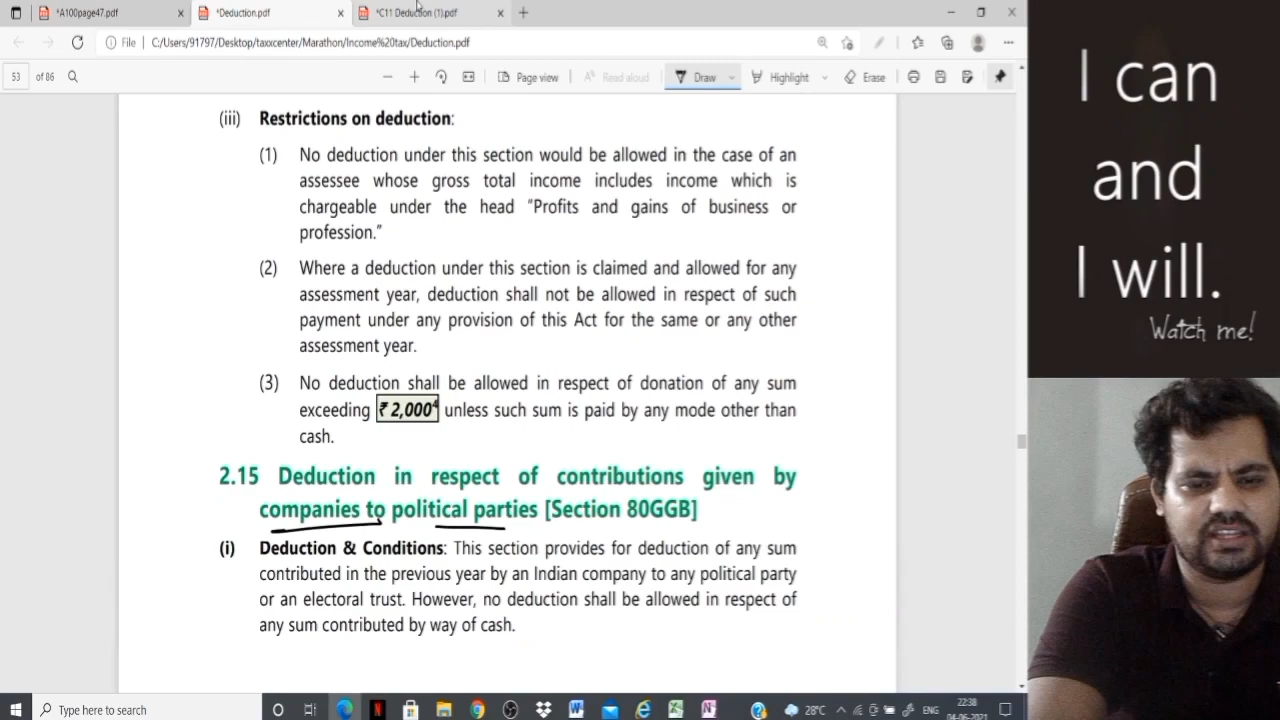 *A100page47.pdf
*Deduction.pdf
*C11 Deduction (1).pdf
File
C:/Users/91797/Desktop/taxxcenter/Marathon/Income%20tax/Deduction.pdf
53 of 86
Page view
Read aloud
Draw
Highlight
Erase
(iii) Restrictions on deduction:
(1) No deduction under this section would be allowed in the case of an
assessee whose gross total income includes income which is
chargeable under the head "Profits and gains of business or
profession."
(2) Where a deduction under this section is claimed and allowed for any
assessment year, deduction shall not be allowed in respect of such
payment under any provision of this Act for the same or any other
assessment year.
(3) No deduction shall be allowed in respect of donation of any sum
exceeding ₹ 2,000⁴ unless such sum is paid by any mode other than
cash.
2.15 Deduction in respect of contributions given by
companies to political parties [Section 80GGB]
(i) Deduction & Conditions: This section provides for deduction of any sum
contributed in the previous year by an Indian company to any political party
or an electoral trust. However, no deduction shall be allowed in respect of
any sum contributed by way of cash.
I can
and
I will.
Watch me!
Type here to search
28°C
ENG
22:38
04-06-2021